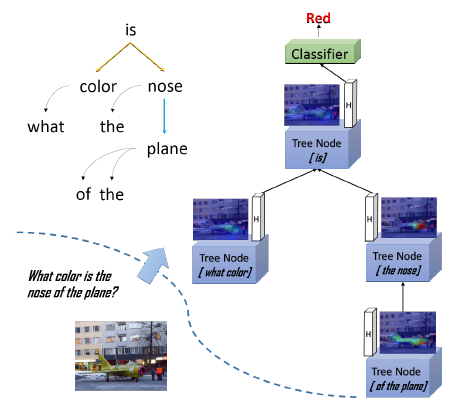 Red
is
Classifier
color nose
H
what the
Tree Node
[ is]
plane
of the
H
H
Tree Node
[ what color]
Tree Node
[ the nose]
What color is the
nose of the plane?
H
Tree Node
[ of the plane]